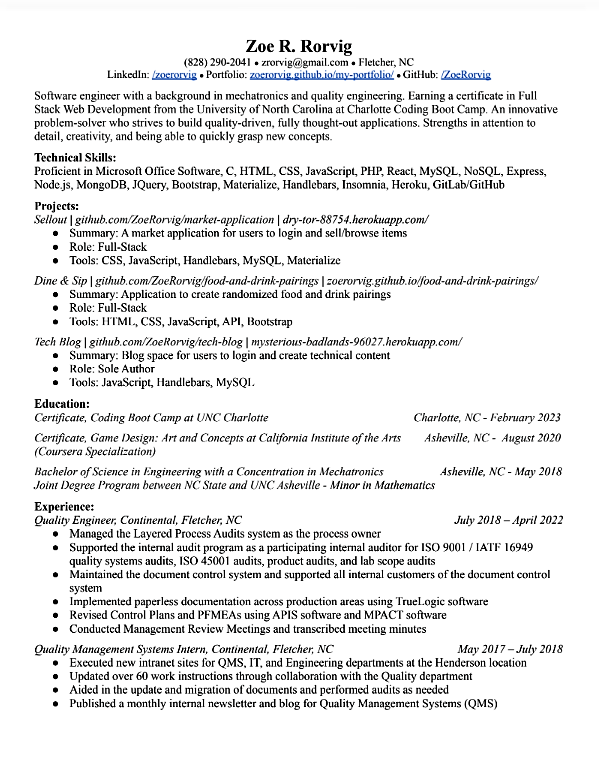 Zoe R. Rorvig
(828) 290-2041 • zrorvig@gmail.com • Fletcher, NC
LinkedIn: /zoerorvig • Portfolio: zoerorvig.github.io/my-portfolio/ • GitHub: /ZoeRorvig
Software engineer with a background in mechatronics and quality engineering. Earning a certificate in Full
Stack Web Development from the University of North Carolina at Charlotte Coding Boot Camp. An innovative
problem-solver who strives to build quality-driven, fully thought-out applications. Strengths in attention to
detail, creativity, and being able to quickly grasp new concepts.
Technical Skills:
Proficient in Microsoft Office Software, C, HTML, CSS, JavaScript, PHP, React, MySQL, NoSQL, Express,
Node.js, MongoDB, JQuery, Bootstrap, Materialize, Handlebars, Insomnia, Heroku, GitLab/GitHub
Projects:
Sellout | github.com/ZoeRorvig/market-application | dry-tor-88754.herokuapp.com/
● Summary: A market application for users to login and sell/browse items
● Role: Full-Stack
● Tools: CSS, JavaScript, Handlebars, MySQL, Materialize
Dine & Sip | github.com/ZoeRorvig/food-and-drink-pairings | zoerorvig.github.io/food-and-drink-pairings/
● Summary: Application to create randomized food and drink pairings
● Role: Full-Stack
● Tools: HTML, CSS, JavaScript, API, Bootstrap
Tech Blog | github.com/ZoeRorvig/tech-blog | mysterious-badlands-96027.herokuapp.com/
● Summary: Blog space for users to login and create technical content
● Role: Sole Author
● Tools: JavaScript, Handlebars, MySQL
Education:
Certificate, Coding Boot Camp at UNC Charlotte Charlotte, NC - February 2023
Certificate, Game Design: Art and Concepts at California Institute of the Arts Asheville, NC - August 2020
(Coursera Specialization)
Bachelor of Science in Engineering with a Concentration in Mechatronics Asheville, NC - May 2018
Joint Degree Program between NC State and UNC Asheville - Minor in Mathematics
Experience:
Quality Engineer, Continental, Fletcher, NC July 2018 – April 2022
● Managed the Layered Process Audits system as the process owner
● Supported the internal audit program as a participating internal auditor for ISO 9001 / IATF 16949
quality systems audits, ISO 45001 audits, product audits, and lab scope audits
● Maintained the document control system and supported all internal customers of the document control
system
● Implemented paperless documentation across production areas using TrueLogic software
● Revised Control Plans and PFMEAs using APIS software and MPACT software
● Conducted Management Review Meetings and transcribed meeting minutes
Quality Management Systems Intern, Continental, Fletcher, NC May 2017 – July 2018
● Executed new intranet sites for QMS, IT, and Engineering departments at the Henderson location
● Updated over 60 work instructions through collaboration with the Quality department
● Aided in the update and migration of documents and performed audits as needed
● Published a monthly internal newsletter and blog for Quality Management Systems (QMS)